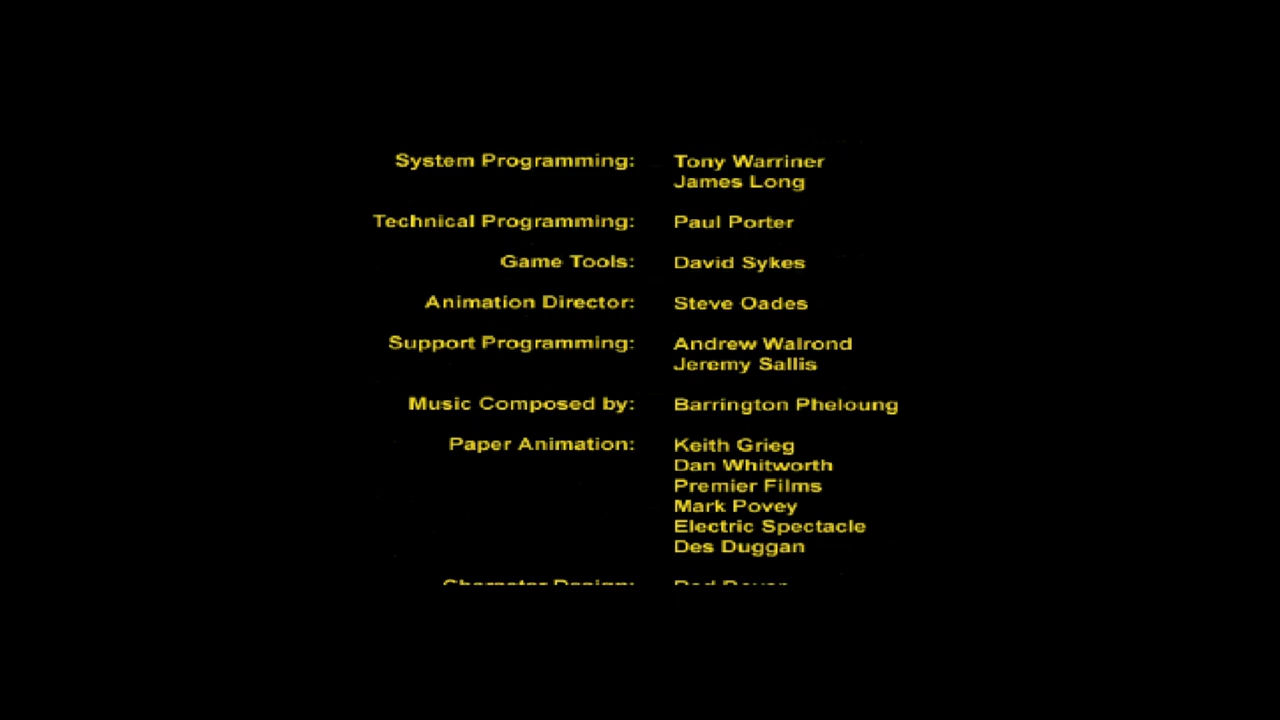 System Programming: Tony Warriner
James Long
Technical Programming: Paul Porter
Game Tools: David Sykes
Animation Director: Steve Oades
Support Programming: Andrew Walrond
Jeremy Sallis
Music Composed by: Barrington Pheloung
Paper Animation: Keith Grieg
Dan Whitworth
Premier Films
Mark Povey
Electric Spectacle
Des Duggan
Character Design: